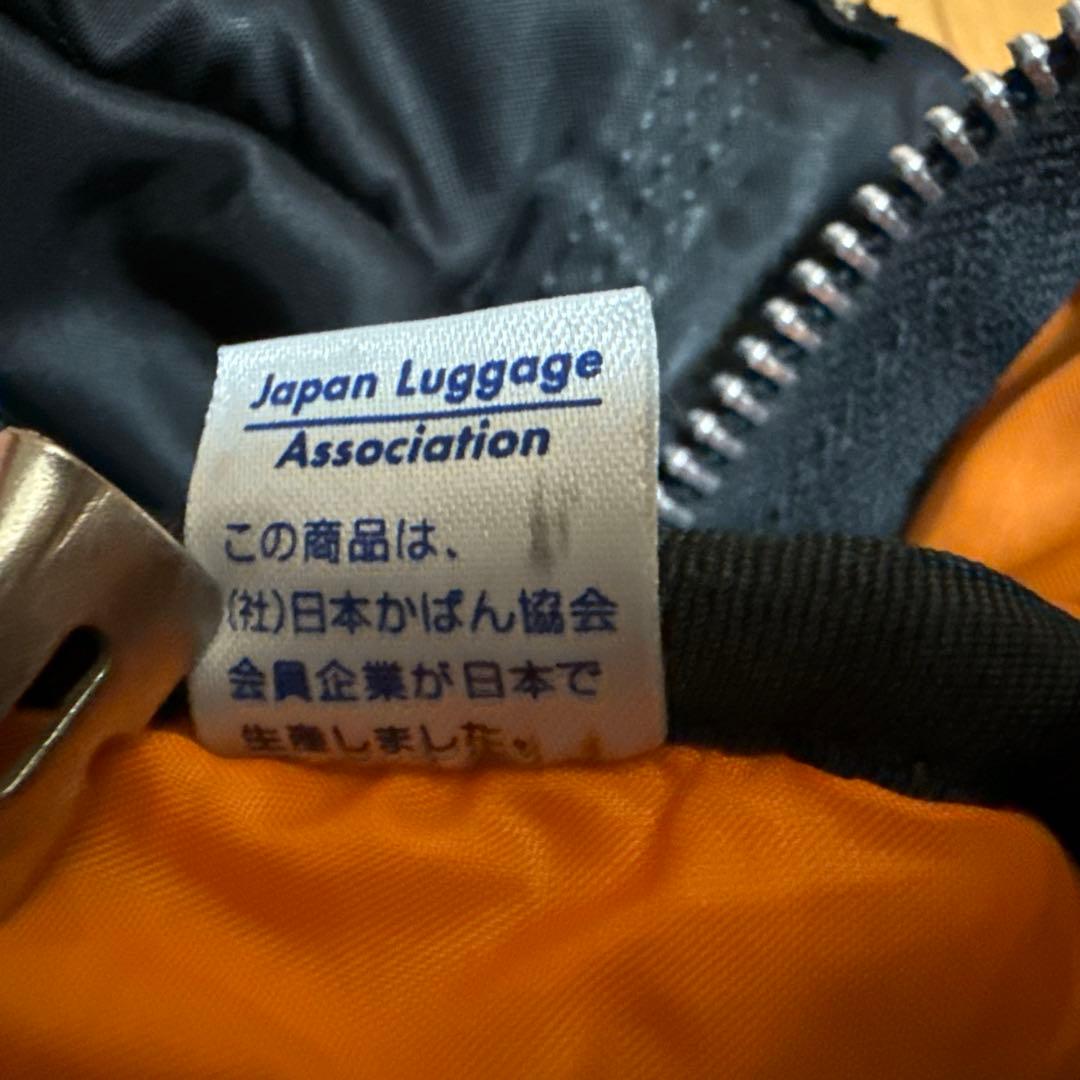 Japan Luggage
Association
この商品は、
(社)日本かばん協会
会員企業が日本で
生産しました。